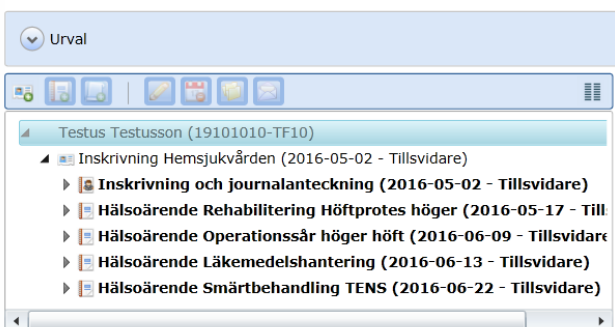 Urval
Testus Testusson (19101010-TF10)
Inskrivning Hemsjukvården (2016-05-02 - Tillsvidare)
Inskrivning och journalanteckning (2016-05-02 - Tillsvidare)
Hälsoärende Rehabilitering Höftprotes höger (2016-05-17 - Till
Hälsoärende Operationssår höger höft (2016-06-09 - Tillsvidare
Hälsoärende Läkemedelshantering (2016-06-13 - Tillsvidare)
Hälsoärende Smärtbehandling TENS (2016-06-22 - Tillsvidare)